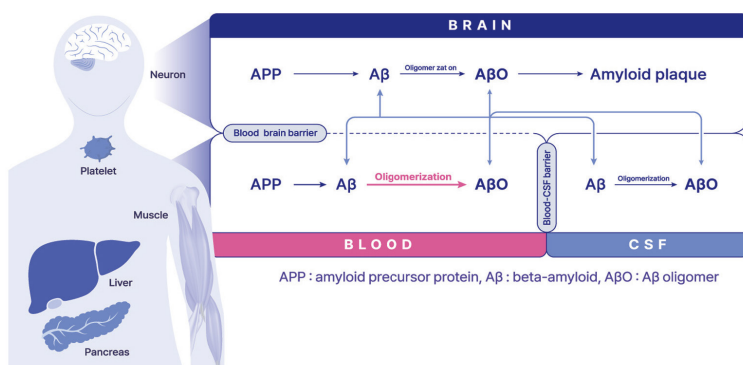 BRAIN
Neuron
APP
Aβ
Oligomer zat on
AβO
Amyloid plaque
Blood brain barrier
Platelet
Blood-CSF barrier
APP
Aβ
Oligomerization
AβO
Aβ
Oligomerization
AβO
Muscle
BLOOD
CSF
APP : amyloid precursor protein, Aβ : beta-amyloid, AβO : Aβ oligomer
Liver
Pancreas